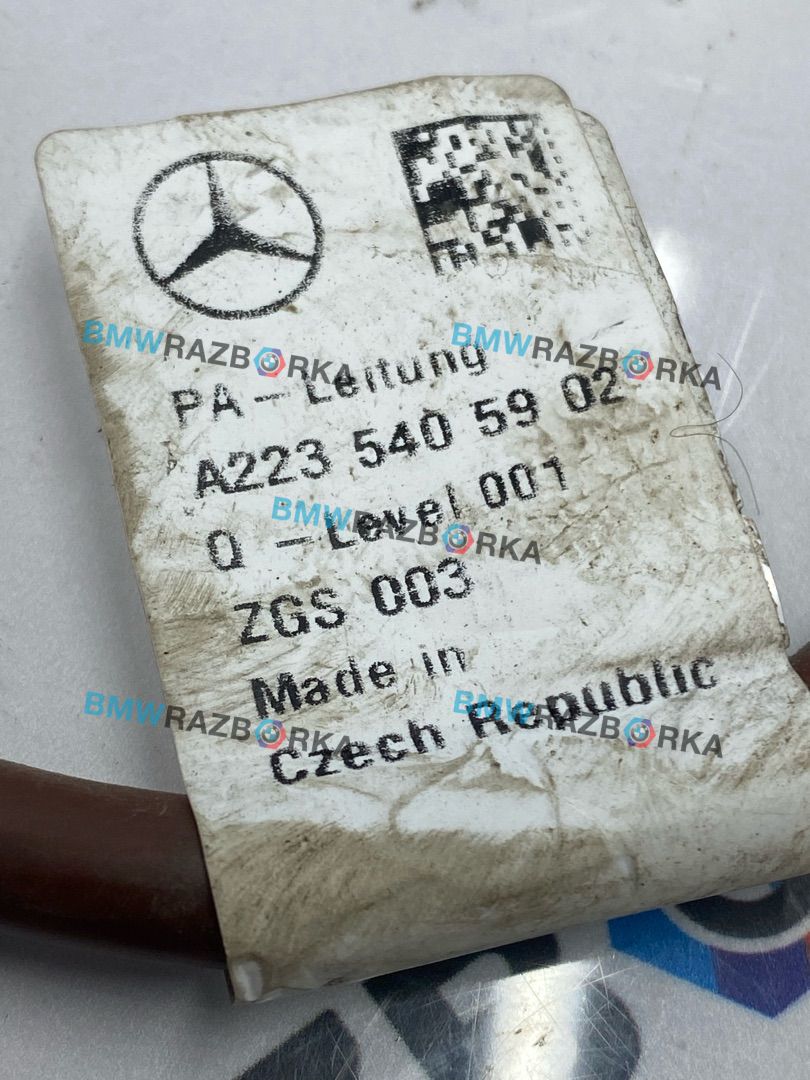 BMWRAZBORKA
BMWRAZBORKA
PA - Leitung
A223 540 59 02
BMWRAZBORKA
Q - Level 001
ZGS 003
Made in
BMWRAZBORKA
BMWRAZBORKA
Czech Republic